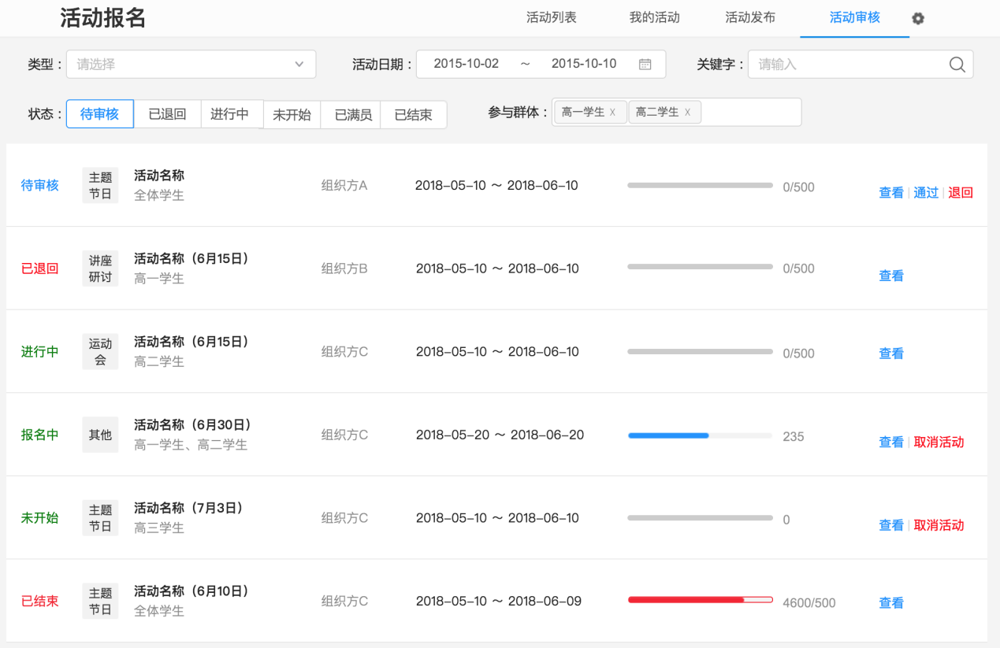 活动报名 活动列表 我的活动 活动发布 活动审核
类型： 请选择 活动日期： 2015-10-02 ～ 2015-10-10 关键字： 请输入
状态： 待审核 已退回 进行中 未开始 已满员 已结束 参与群体： 高一学生 x 高二学生 x
待审核 主题 活动名称 组织方A 2018-05-10 ～ 2018-06-10 0/500 查看 | 通过 | 退回
节日 全体学生
已退回 讲座 活动名称（6月15日） 组织方B 2018-05-10 ～ 2018-06-10 0/500 查看
研讨 高一学生
进行中 运动 活动名称（6月15日） 组织方C 2018-05-10 ～ 2018-06-10 0/500 查看
会 高二学生
报名中 其他 活动名称（6月30日） 组织方C 2018-05-20 ～ 2018-06-20 235 查看 | 取消活动
高一学生、高二学生
未开始 主题 活动名称（7月3日） 组织方C 2018-05-10 ～ 2018-06-10 0 查看 | 取消活动
节日 高三学生
已结束 主题 活动名称（6月10日） 组织方C 2018-05-10 ～ 2018-06-09 4600/500 查看
节日 全体学生